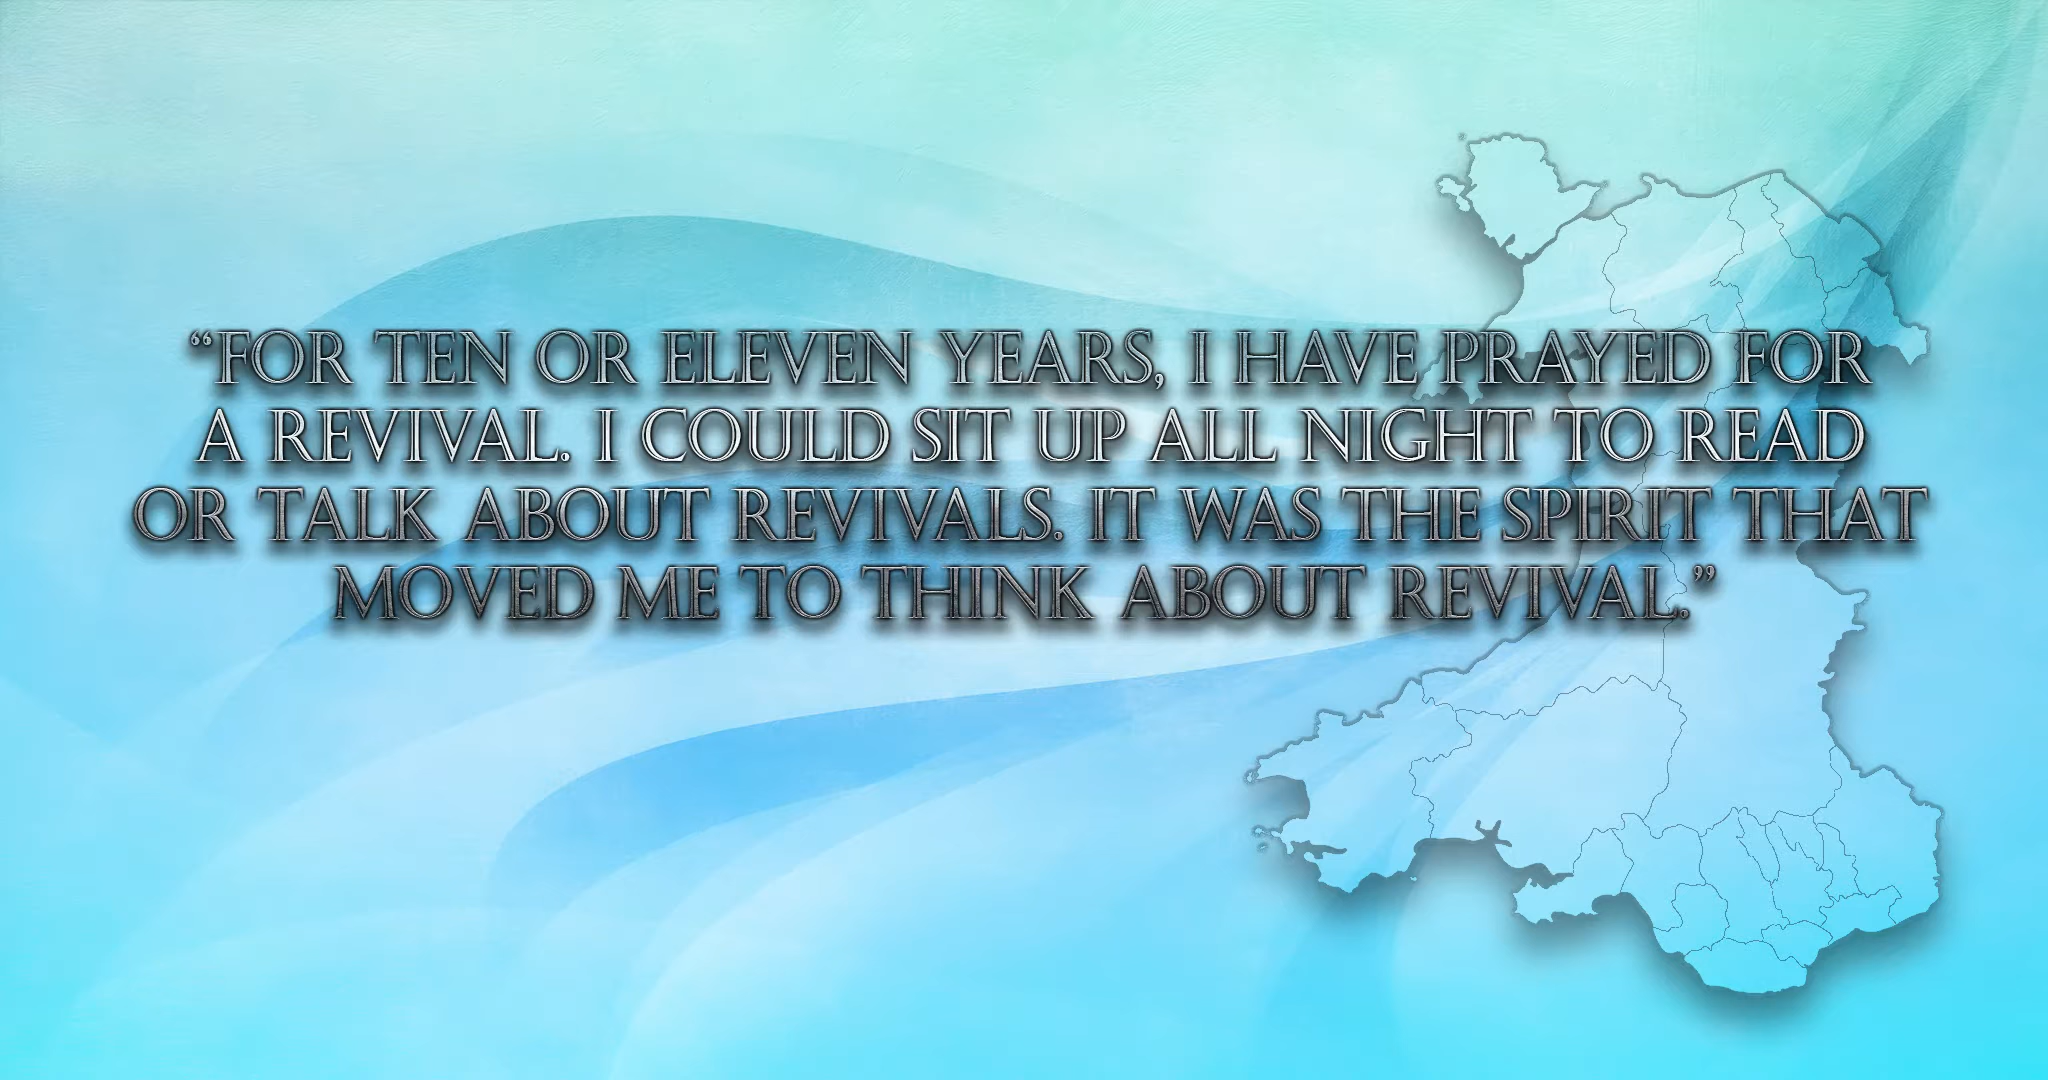 “FOR TEN OR ELEVEN YEARS, I HAVE PRAYED FOR
A REVIVAL. I COULD SIT UP ALL NIGHT TO READ
OR TALK ABOUT REVIVALS. IT WAS THE SPIRIT THAT
MOVED ME TO THINK ABOUT REVIVAL.”